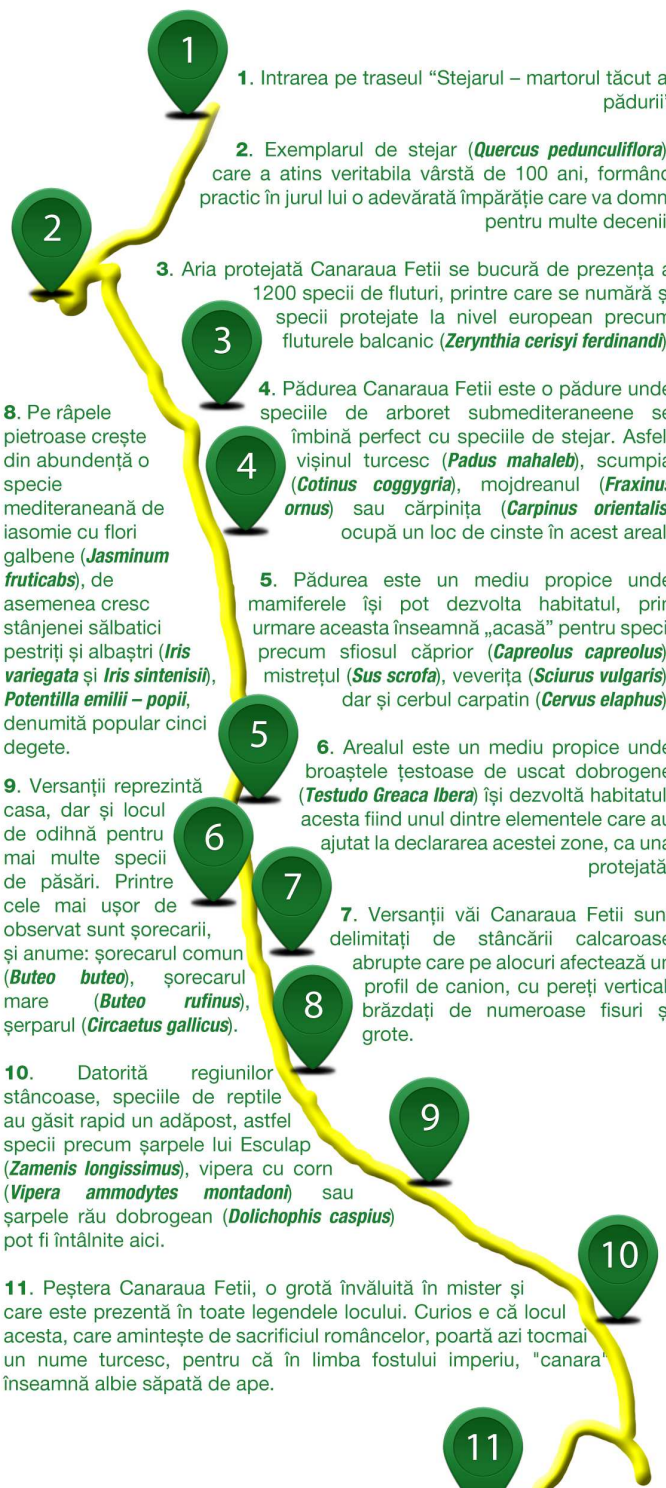 1
1. Intrarea pe traseul “Stejarul – martorul tăcut a
pădurii”
2. Exemplarul de stejar (Quercus pedunculiflora)
care a atins veritabila vârstă de 100 ani, formând
practic în jurul lui o adevărată împărăție care va domn
pentru multe decenii
2
3. Aria protejată Canaraua Fetii se bucură de prezența a
1200 specii de fluturi, printre care se numără ș
specii protejate la nivel european precum
fluturele balcanic (Zerynthia cerisyi ferdinandi)
3
4. Pădurea Canaraua Fetii este o pădure unde
speciile de arboret submediteraneene se
îmbină perfect cu speciile de stejar. Asfel
vișinul turcesc (Padus mahaleb), scumpia
(Cotinus coggygria), mojdreanul (Fraxinus
ornus) sau cărpinița (Carpinus orientalis
ocupă un loc de cinste în acest areal
4
5. Pădurea este un mediu propice unde
mamiferele își pot dezvolta habitatul, prin
urmare aceasta înseamnă „acasă” pentru speci
precum sfiosul căprior (Capreolus capreolus)
mistrețul (Sus scrofa), veverița (Sciurus vulgaris)
dar și cerbul carpatin (Cervus elaphus)
5
6. Arealul este un mediu propice unde
broaștele țestoase de uscat dobrogene
(Testudo Greaca Ibera) își dezvoltă habitatul
acesta fiind unul dintre elementele care au
ajutat la declararea acestei zone, ca una
protejată
6
7
7. Versanții văi Canaraua Fetii sun
delimitați de stâncării calcaroase
abrupte care pe alocuri afectează un
profil de canion, cu pereți vertical
brăzdați de numeroase fisuri ș
grote.
8. Pe râpele
pietroase crește
din abundență o
specie
mediteraneană de
iasomie cu flori
galbene (Jasminum
fruticabs), de
asemenea cresc
stânjenei sălbatici
pestriți și albaștri (Iris
variegata și Iris sintenisii),
Potentilla emilii – popii,
denumită popular cinci
degete.
8
9. Versanții reprezintă
casa, dar și locul
de odihnă pentru
mai multe specii
de păsări. Printre
cele mai ușor de
observat sunt șorecarii,
și anume: șorecarul comun
(Buteo buteo), șorecarul
mare (Buteo rufinus),
șerparul (Circaetus gallicus).
9
10. Datorită regiunilor
stâncoase, speciile de reptile
au găsit rapid un adăpost, astfel
specii precum șarpele lui Esculap
(Zamenis longissimus), vipera cu corn
(Vipera ammodytes montadoni) sau
șarpele rău dobrogean (Dolichophis caspius)
pot fi întâlnite aici.
10
11. Peștera Canaraua Fetii, o grotă învăluită în mister și
care este prezentă în toate legendele locului. Curios e că locul
acesta, care amintește de sacrificiul româncelor, poartă azi tocmai
un nume turcesc, pentru că în limba fostului imperiu, "canara"
înseamnă albie săpată de ape.
11